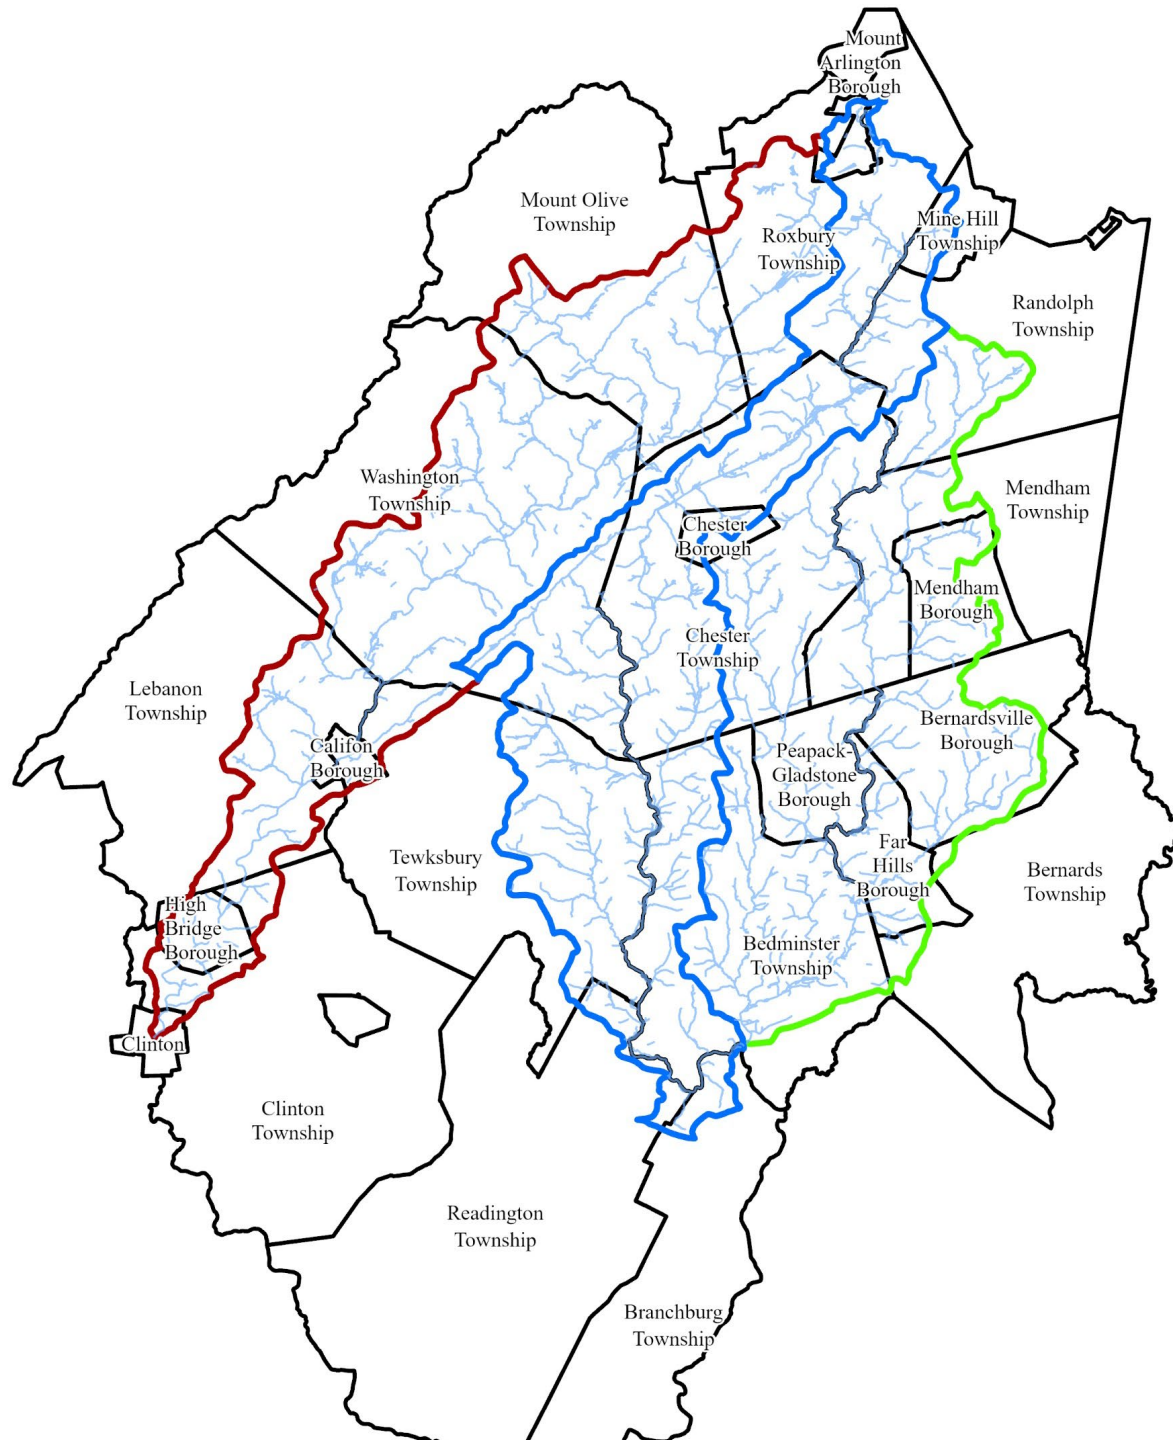 Mount
Arlington
Borough
Mount Olive
Township
Roxbury
Township
Mine Hill
Township
Randolph
Township
Washington
Township
Chester
Borough
Mendham
Township
Mendham
Borough
Chester
Township
Lebanon
Township
Califon
Borough
Bernardsville
Borough
Peapack-
Gladstone
Borough
Tewksbury
Township
Far
Hills
Borough
Bernards
Township
High
Bridge
Borough
Bedminster
Township
Clinton
Clinton
Township
Readington
Township
Branchburg
Township